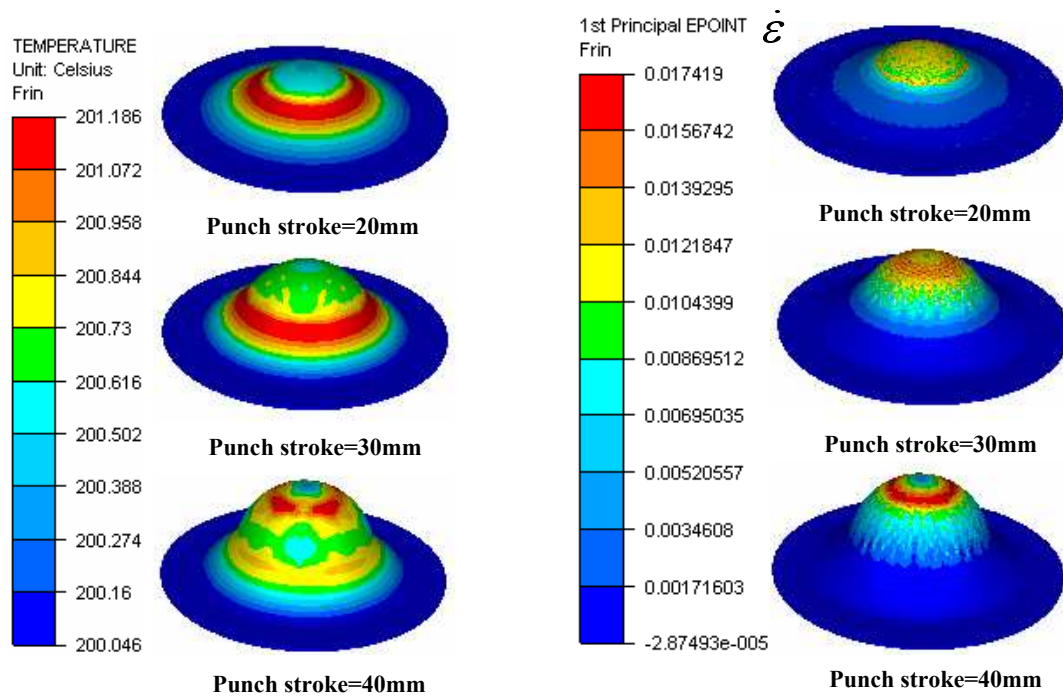 TEMPERATURE
Unit: Celsius
Frin
201.186
201.072
200.958
200.844
200.73
200.616
200.502
200.388
200.274
200.16
200.046
Punch stroke=20mm
Punch stroke=30mm
Punch stroke=40mm
1st Principal EPOINT
ε̇
Frin
0.017419
0.0156742
0.0139295
0.0121847
0.0104399
0.00869512
0.00695035
0.00520557
0.0034608
0.00171603
-2.87493e-005
Punch stroke=20mm
Punch stroke=30mm
Punch stroke=40mm